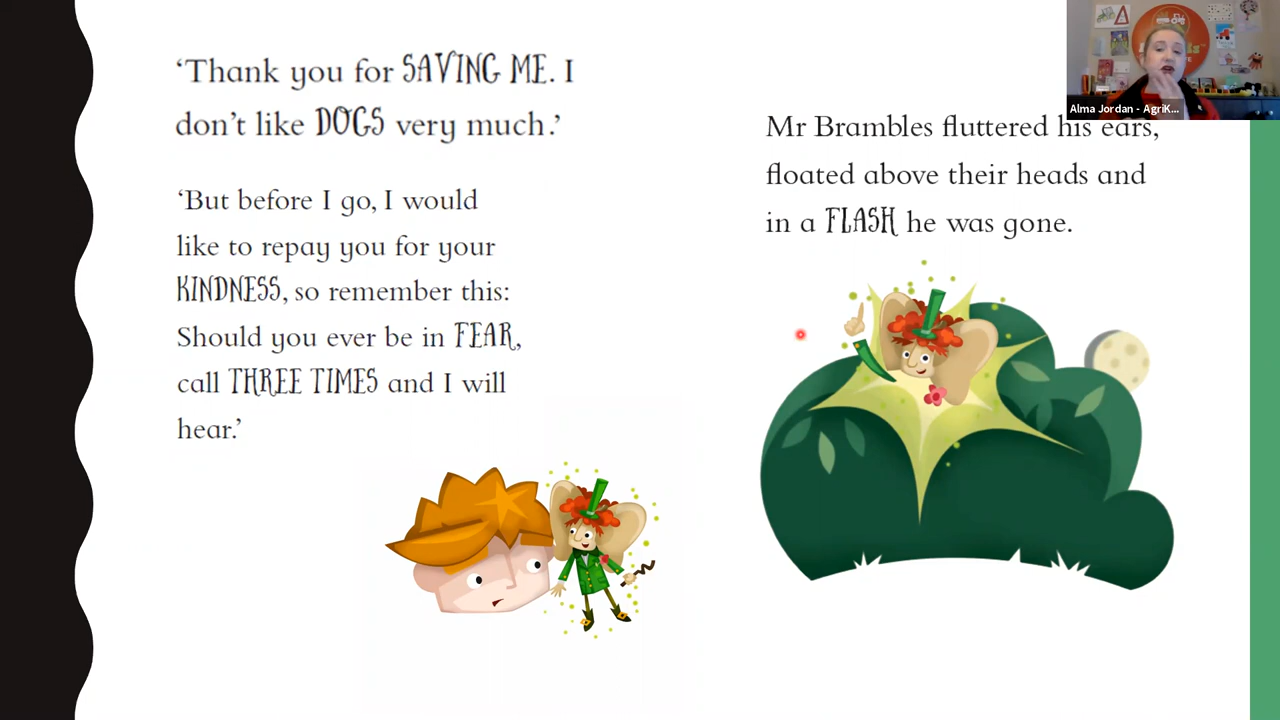 ‘Thank you for SAVING ME. I
don’t like DOGS very much.’
‘But before I go, I would
like to repay you for your
KINDNESS, so remember this:
Should you ever be in FEAR,
call THREE TIMES and I will
hear.’
Mr Brambles fluttered his ears,
floated above their heads and
in a FLASH he was gone.
Alma Jordan - AgriK...